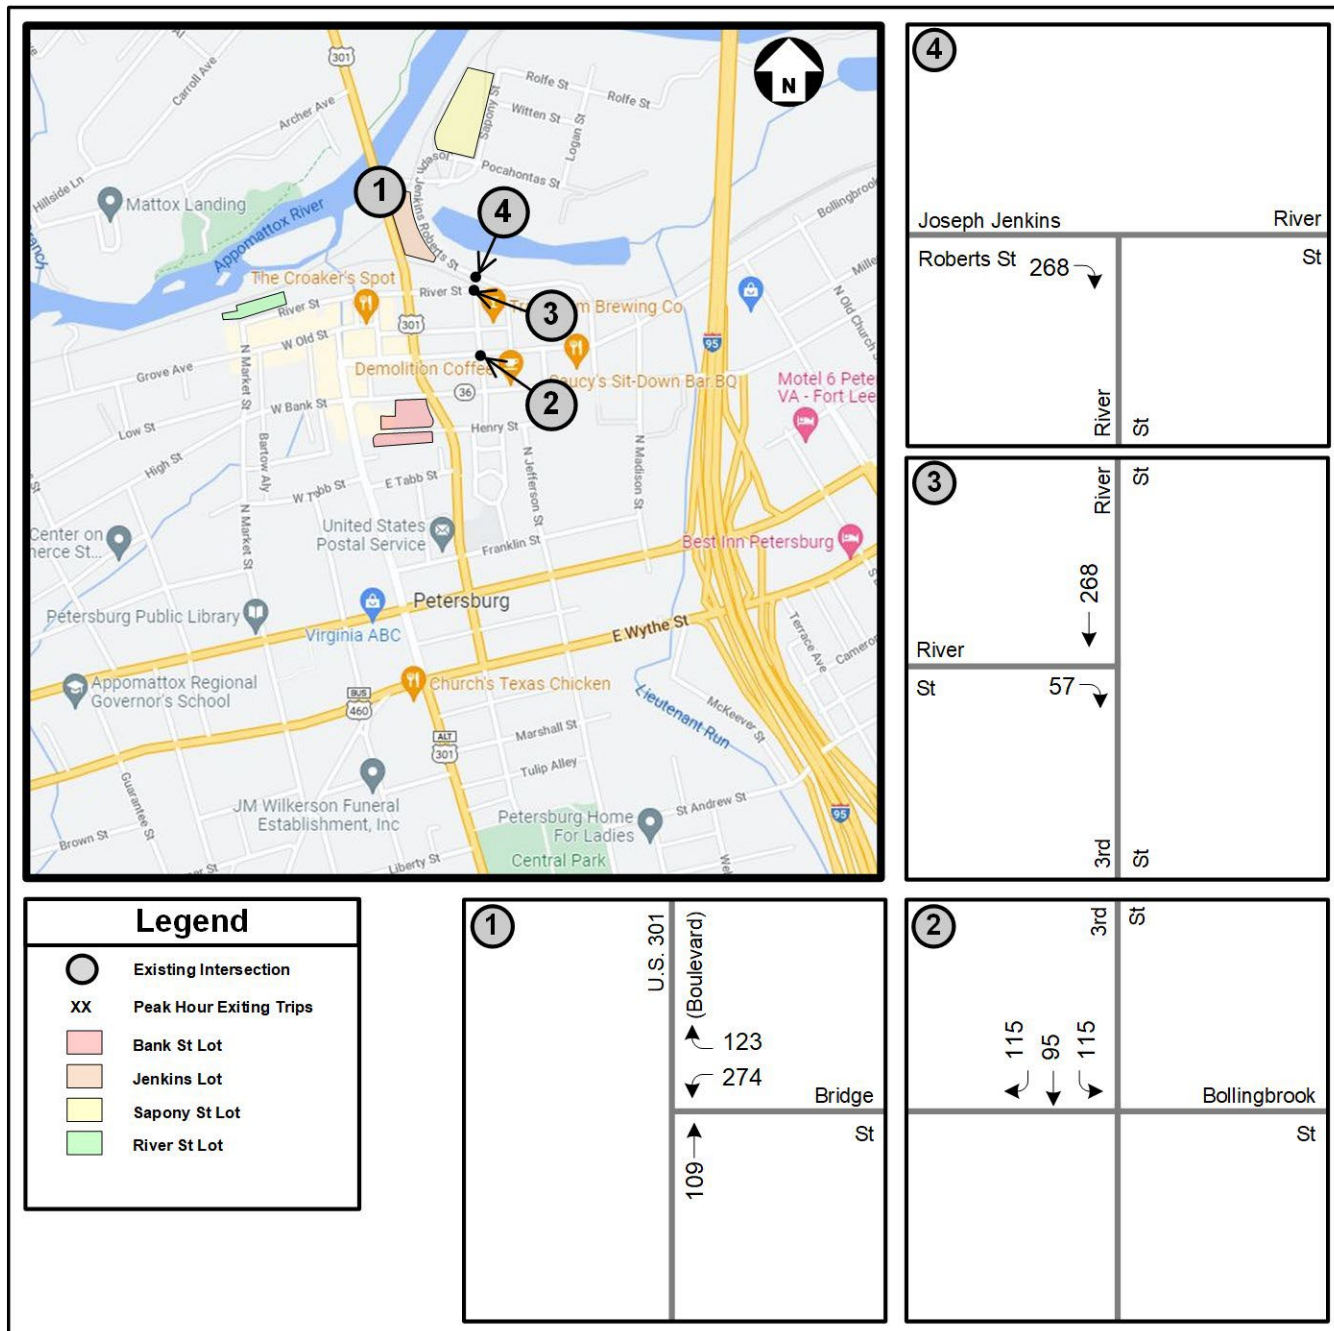 301
Carroll Ave
Archer Ave
Hillside Ln
Mattox Landing
Appomattox River
N
Rolfe St
Rolfe St
Sapony St
Witten St
Logan St
Pocahontas St
Jenkins Roberts St
Bollingbrook
1
4
3
2
The Croaker's Spot
River St
River St
301
W Old St
Grove Ave
N Market St
Demolition Coffee
36
W Bank St
Henry St
Low St
High St
Bartow Aly
E Tabb St
N Jefferson St
N Madison St
N Market St
95
Motel 6
VA - Fort Lee
N Old Church S
Center on
United States
Postal Service
Franklin St
Best Inn Petersburg
Petersburg Public Library
Petersburg
Virginia ABC
E Wythe St
Terrace Ave
Appomattox Regional
Governor's School
BUS
460
Church's Texas Chicken
ALT
301
Lieutenant Run
McKeever St
Marshall St
Tulip Alley
Guarantee St
JM Wilkerson Funeral
Establishment, Inc
Petersburg Home
For Ladies
St Andrew St
95
Brown St
Liberty St
Central Park
4
Joseph Jenkins
River
Roberts St
St
268
River
St
3
River
St
268
River
St
57
3rd
St
Legend
Existing Intersection
XX
Peak Hour Exiting Trips
Bank St Lot
Jenkins Lot
Sapony St Lot
River St Lot
1
U.S. 301
(Boulevard)
123
274
Bridge
St
109
2
3rd
St
115
95
115
Bollingbrook
St